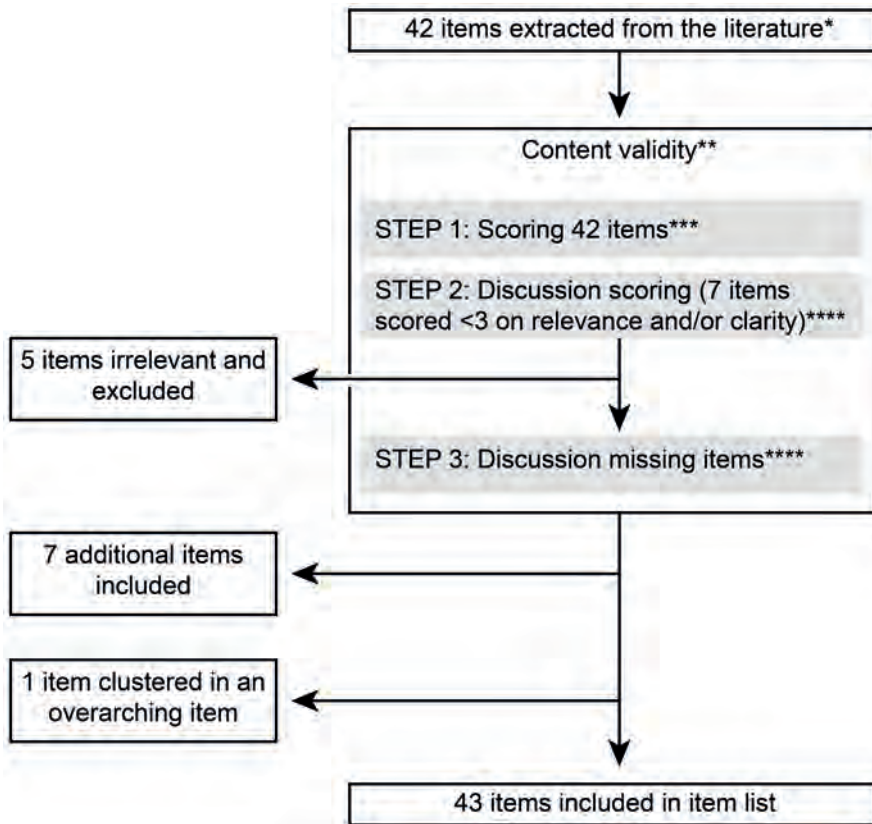 42 items extracted from the literature*
Content validity**
STEP 1: Scoring 42 items***
STEP 2: Discussion scoring (7 items
scored <3 on relevance and/or clarity)****
5 items irrelevant and
excluded
STEP 3: Discussion missing items****
7 additional items
included
1 item clustered in an
overarching item
43 items included in item list